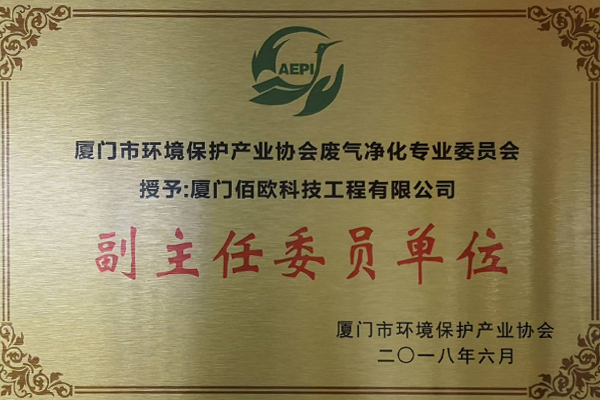 AEPI
厦门市环境保护产业协会废气净化专业委员会
授予:厦门佰欧科技工程有限公司
副主任委员单位
厦门市环境保护产业协会
二〇一八年六月